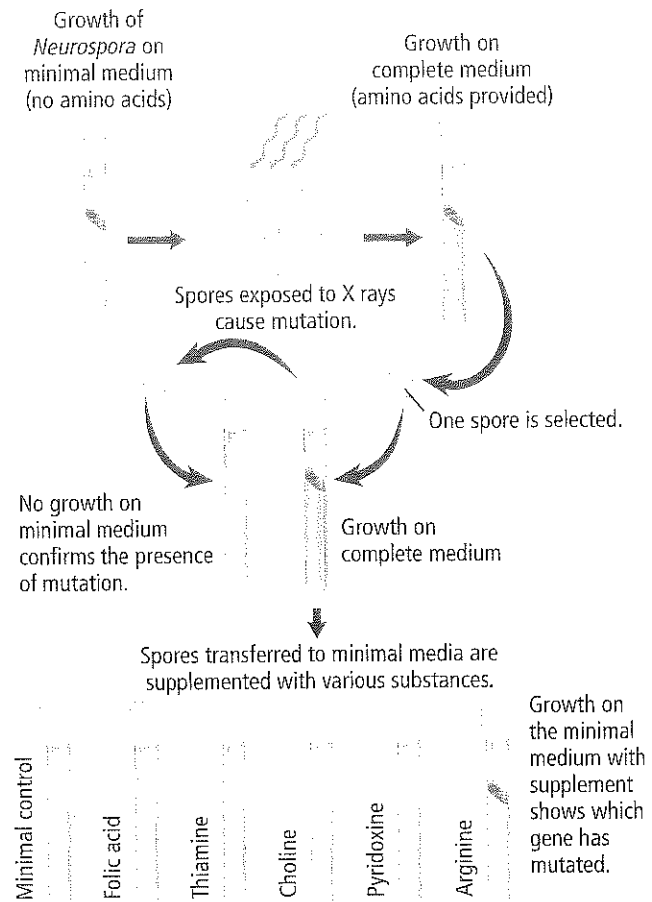 Growth of
Neurospora on
minimal medium
(no amino acids)
Growth on
complete medium
(amino acids provided)
Spores exposed to X rays
cause mutation.
One spore is selected.
No growth on
minimal medium
confirms the presence
of mutation.
Growth on
complete medium
Spores transferred to minimal media are
supplemented with various substances.
Minimal control
Folic acid
Thiamine
Choline
Pyridoxine
Arginine
Growth on
the minimal
medium with
supplement
shows which
gene has
mutated.